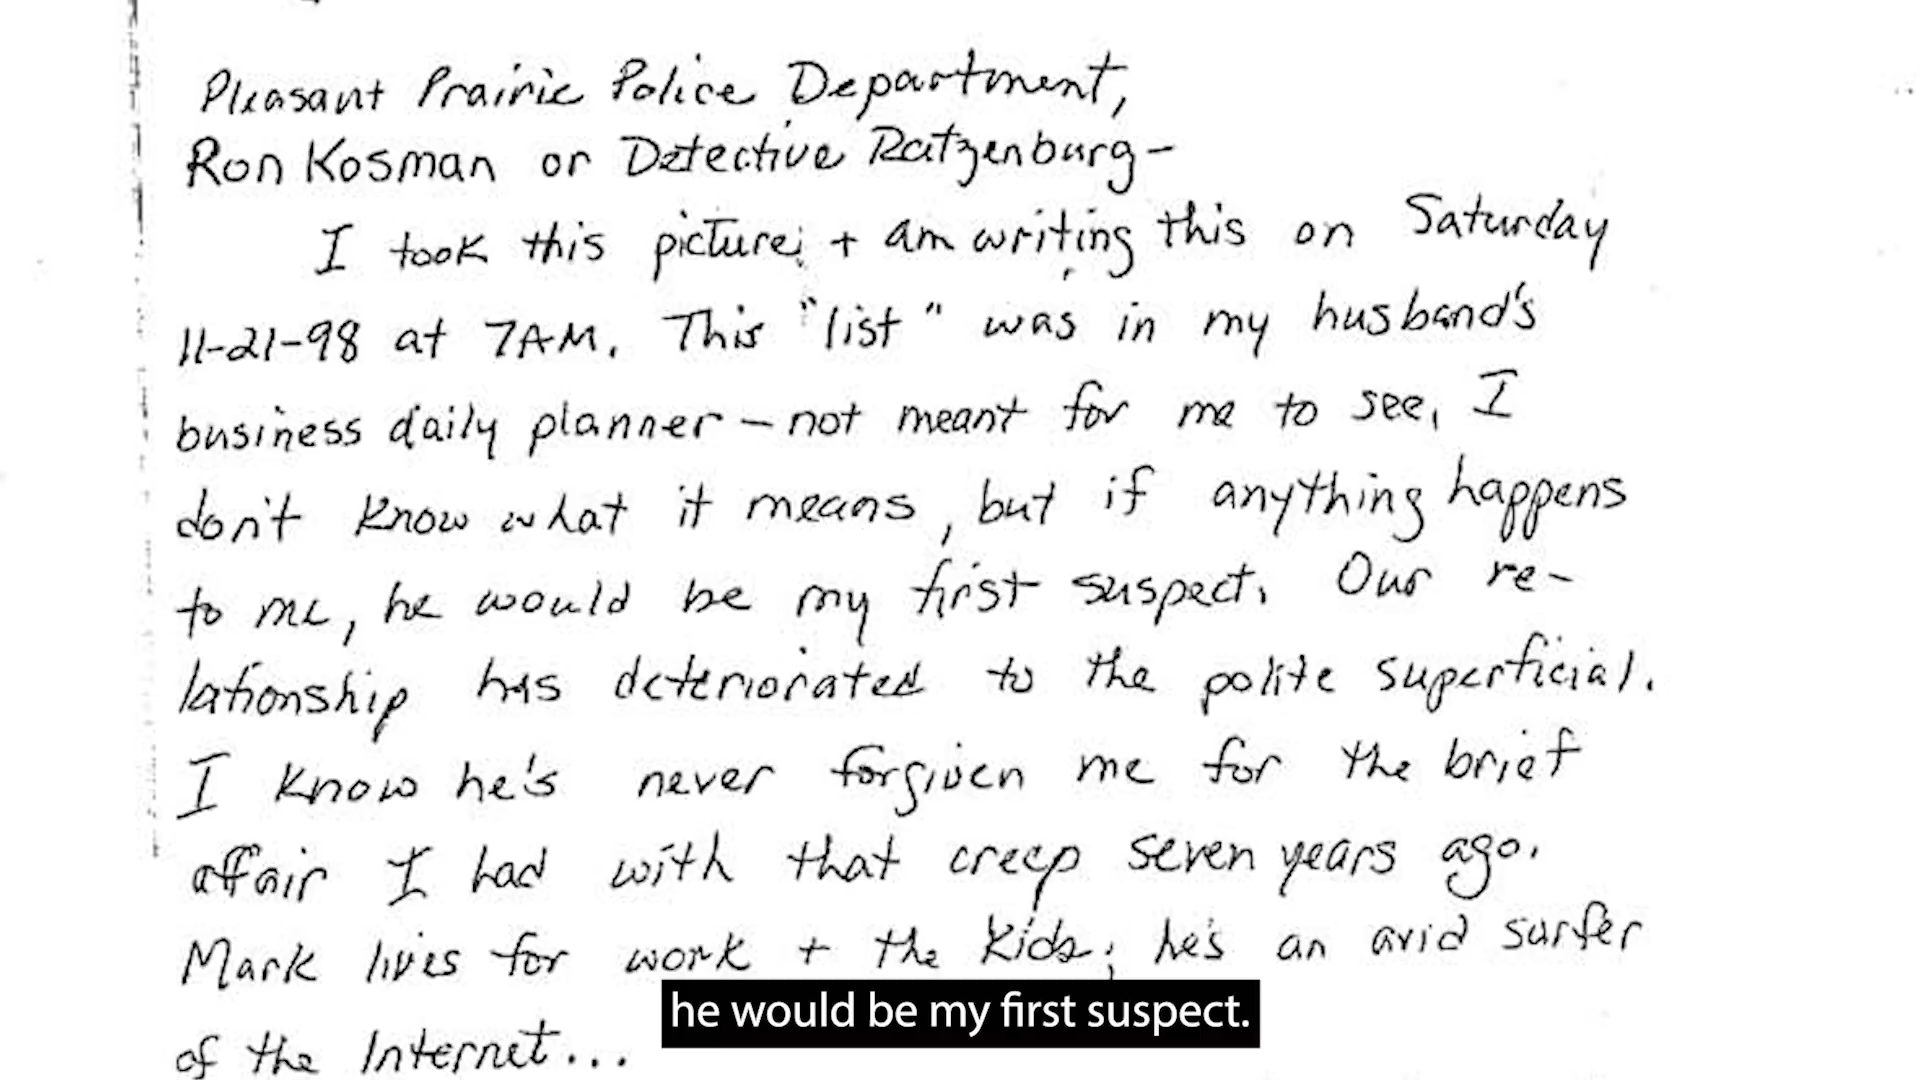 Pleasant Prairie Police Department,
Ron Kosman or Detective Ratzenburg-
I took this picture + am writing this on Saturday
11-21-98 at 7AM. This "list" was in my husband's
business daily planner - not meant for me to see. I
don't know what it means, but if anything happens
to me, he would be my first suspect. Our re-
lationship has deteriorated to the polite superficial.
I know he's never forgiven me for the brief
affair I had with that creep seven years ago.
Mark lives for work + the kids; he's an avid surfer
of the Internet...
he would be my first suspect.